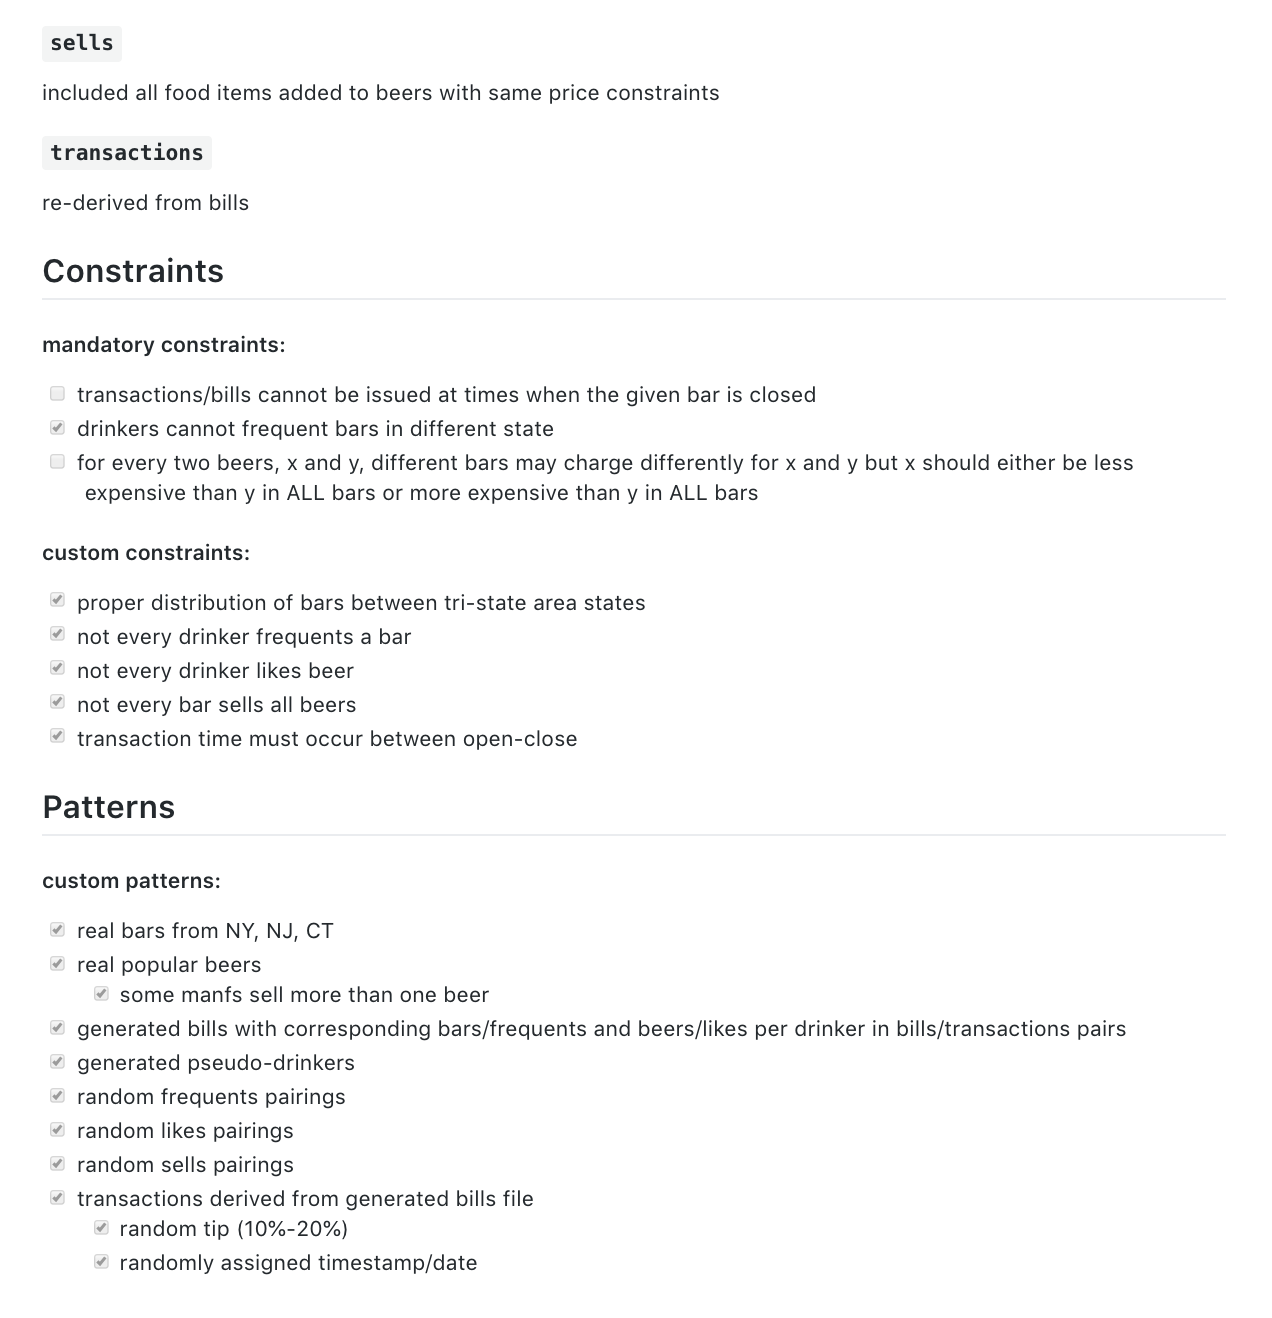 sells
included all food items added to beers with same price constraints
transactions
re-derived from bills
Constraints
mandatory constraints:
transactions/bills cannot be issued at times when the given bar is closed
drinkers cannot frequent bars in different state
for every two beers, x and y, different bars may charge differently for x and y but x should either be less
expensive than y in ALL bars or more expensive than y in ALL bars
custom constraints:
proper distribution of bars between tri-state area states
not every drinker frequents a bar
not every drinker likes beer
not every bar sells all beers
transaction time must occur between open-close
Patterns
custom patterns:
real bars from NY, NJ, CT
real popular beers
some manfs sell more than one beer
generated bills with corresponding bars/frequents and beers/likes per drinker in bills/transactions pairs
generated pseudo-drinkers
random frequents pairings
random likes pairings
random sells pairings
transactions derived from generated bills file
random tip (10%-20%)
randomly assigned timestamp/date